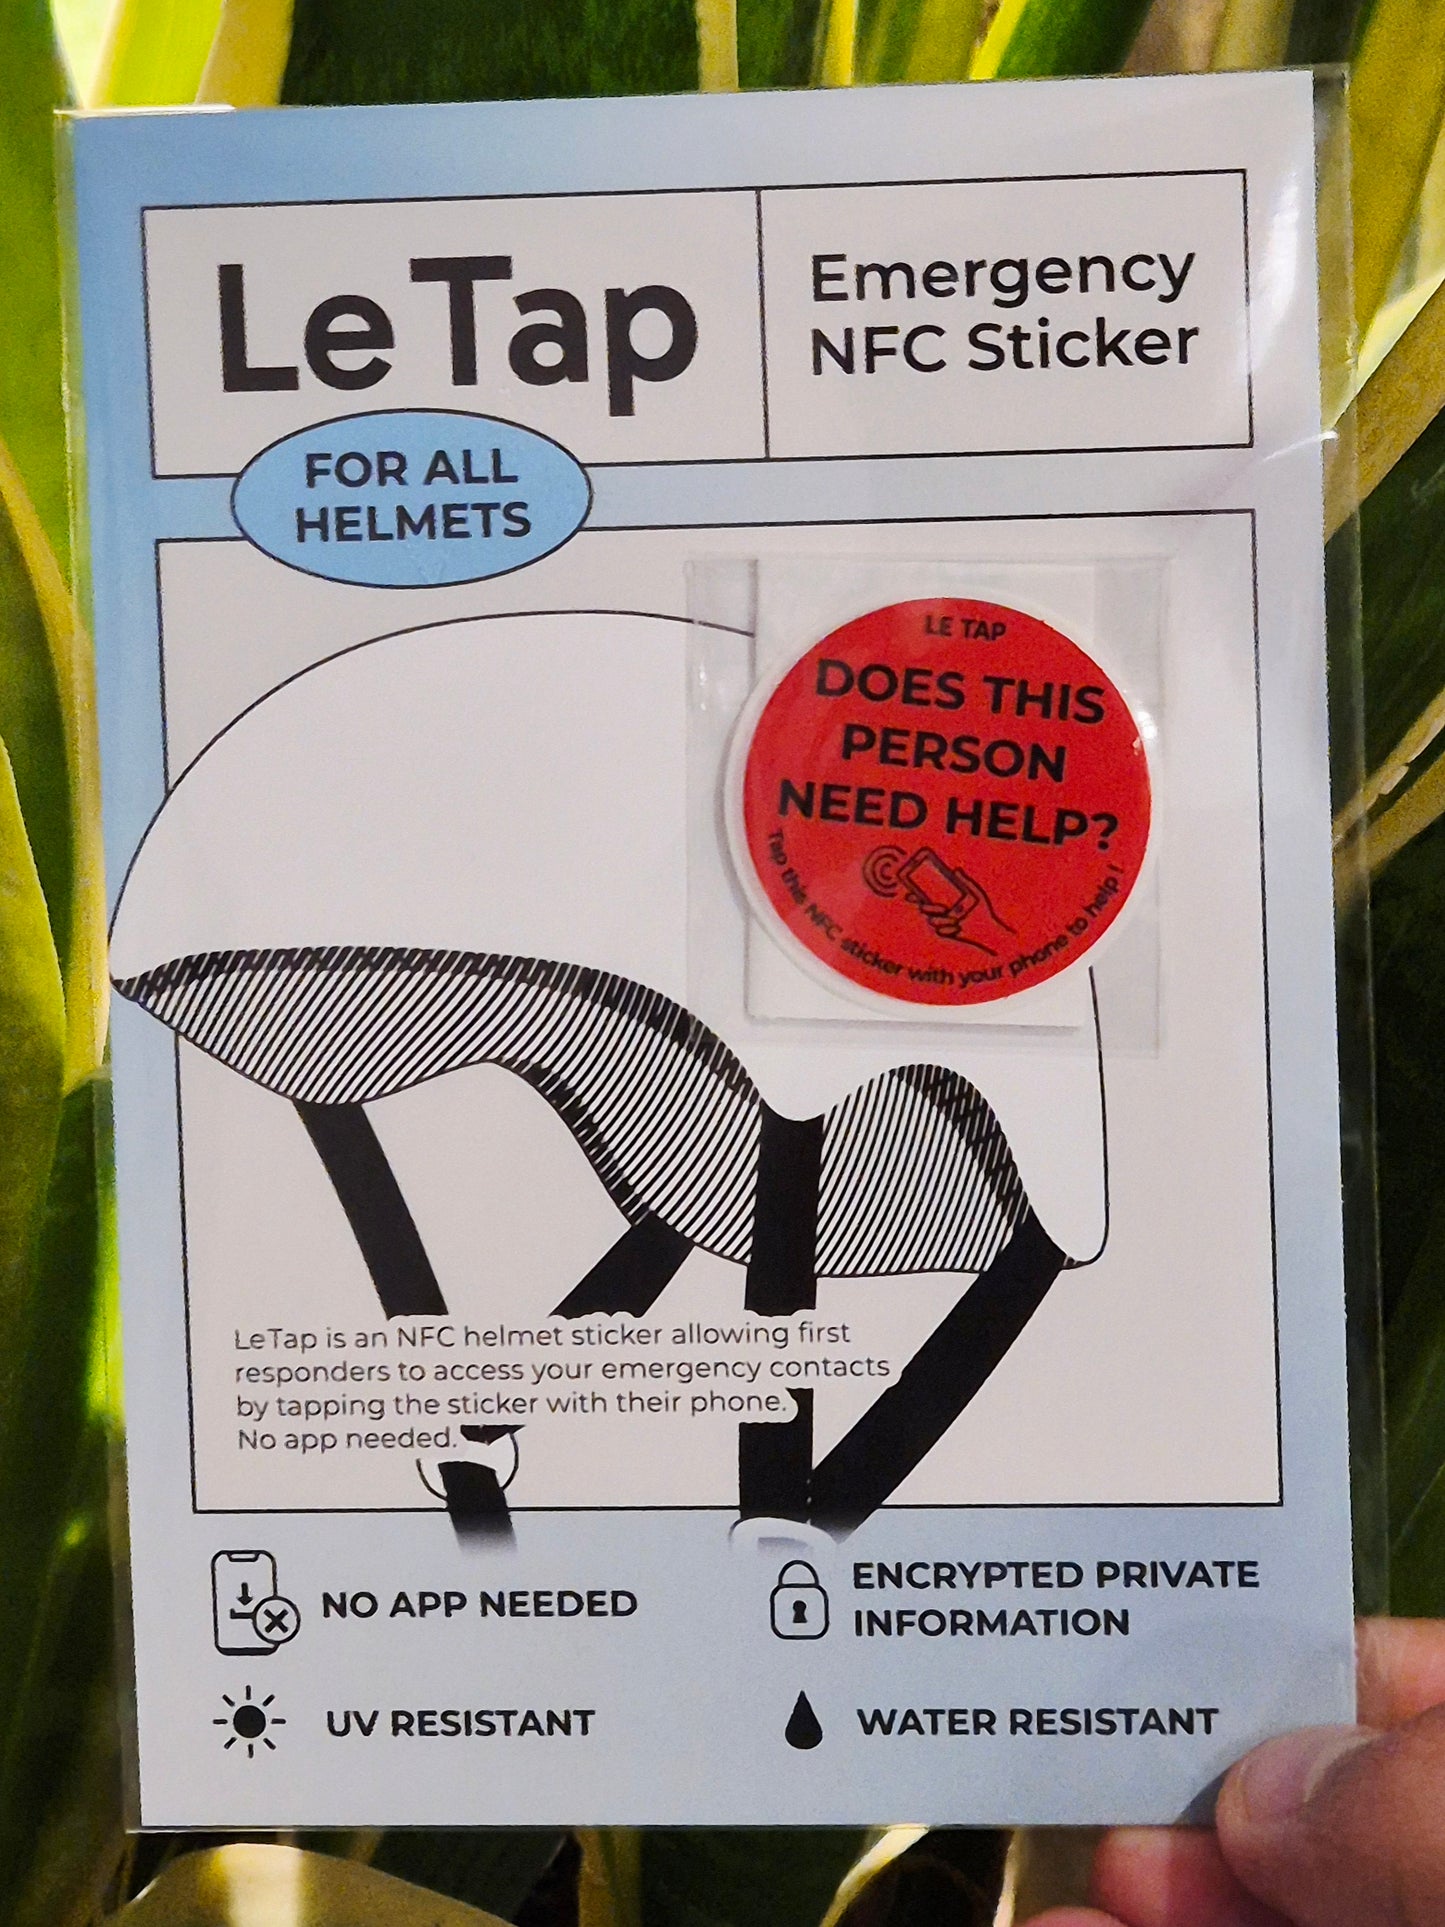 Le Tap
Emergency
NFC Sticker
FOR ALL
HELMETS
LE TAP
DOES THIS
PERSON
NEED HELP?
Tap this NFC sticker with your phone to help !
LeTap is an NFC helmet sticker allowing first
responders to access your emergency contacts
by tapping the sticker with their phone.
No app needed.
NO APP NEEDED
ENCRYPTED PRIVATE
INFORMATION
UV RESISTANT
WATER RESISTANT